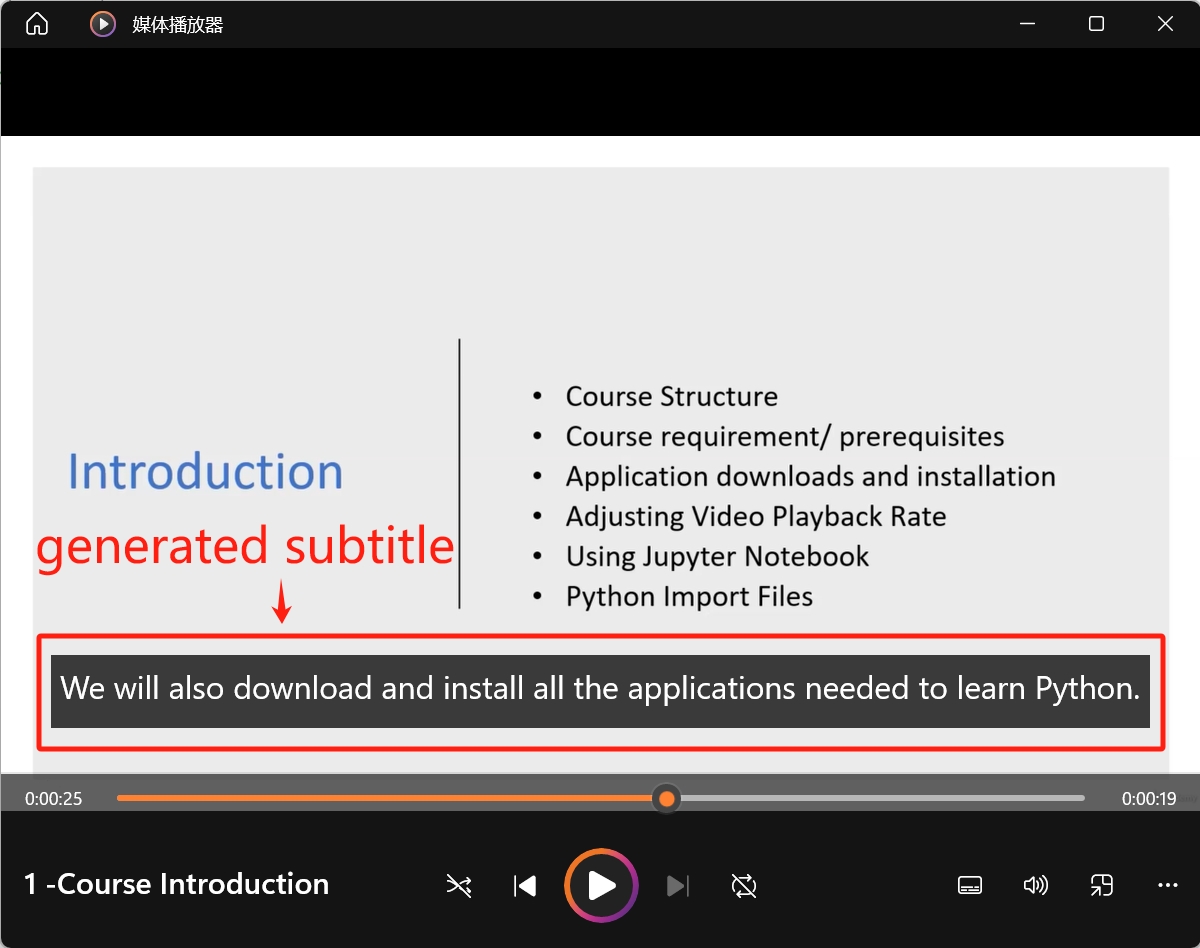 媒体播放器
Introduction
• Course Structure
• Course requirement/ prerequisites
• Application downloads and installation
• Adjusting Video Playback Rate
• Using Jupyter Notebook
• Python Import Files
generated subtitle
We will also download and install all the applications needed to learn Python.
0:00:25
0:00:19
1 -Course Introduction